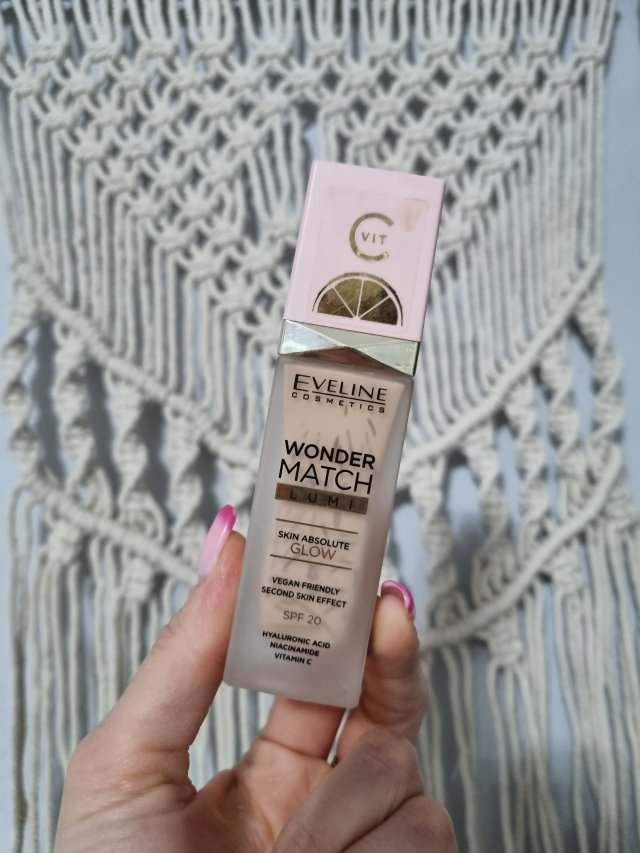 C VIT
EVELINE
COSMETICS
WONDER
MATCH
LUMI
SKIN ABSOLUTE
GLOW
VEGAN FRIENDLY
SECOND SKIN EFFECT
SPF 20
HYALURONIC ACID
NIACINAMIDE
VITAMIN C